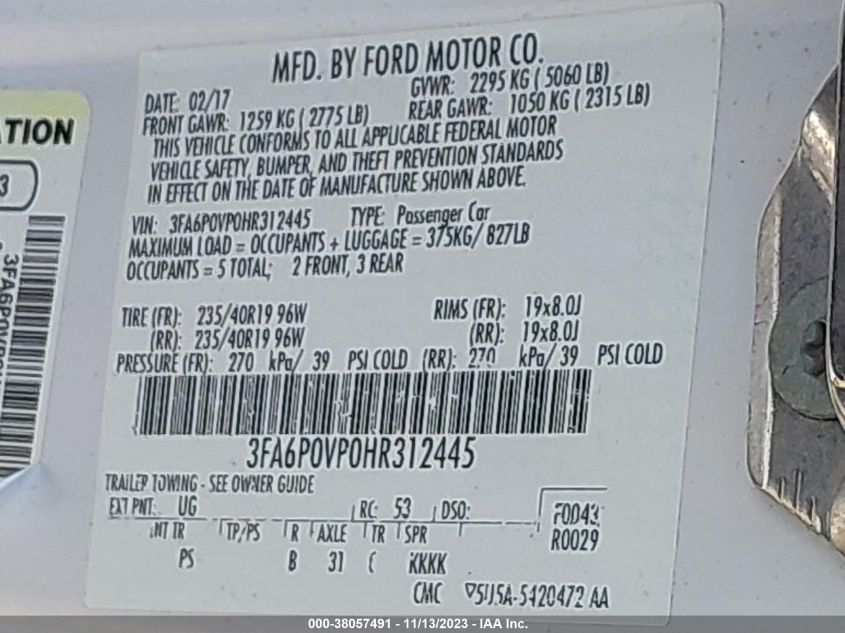 MFD. BY FORD MOTOR CO.
DATE: 02/17 GVWR: 2295 KG ( 5060 LB)
FRONT GAWR: 1259 KG ( 2775 LB) REAR GAWR: 1050 KG ( 2315 LB)
THIS VEHICLE CONFORMS TO ALL APPLICABLE FEDERAL MOTOR
VEHICLE SAFETY, BUMPER, AND THEFT PREVENTION STANDARDS
IN EFFECT ON THE DATE OF MANUFACTURE SHOWN ABOVE.
VIN: 3FA6P0VP0HR312445 TYPE: Passenger Car
MAXIMUM LOAD = OCCUPANTS + LUGGAGE = 375KG/ 827LB
OCCUPANTS = 5 TOTAL; 2 FRONT, 3 REAR
TIRE (FR): 235/40R19 96W RIMS (FR): 19x8.0J
(RR): 235/40R19 96W (RR): 19x8.0J
PRESSURE (FR): 270 kPa/ 39 PSI COLD (RR): 270 kPa/ 39 PSI COLD
3FA6P0VP0HR312445
TRAILER TOWING - SEE OWNER GUIDE
EXT PNT: UG RC: 53 DSO: F0D43
INT TR TP/PS R AXLE TR SPR R0029
PS B 31 C KKKK
CMC 5U5A-5420472 AA
ATION
3
000-38057491 - 11/13/2023 - IAA Inc.